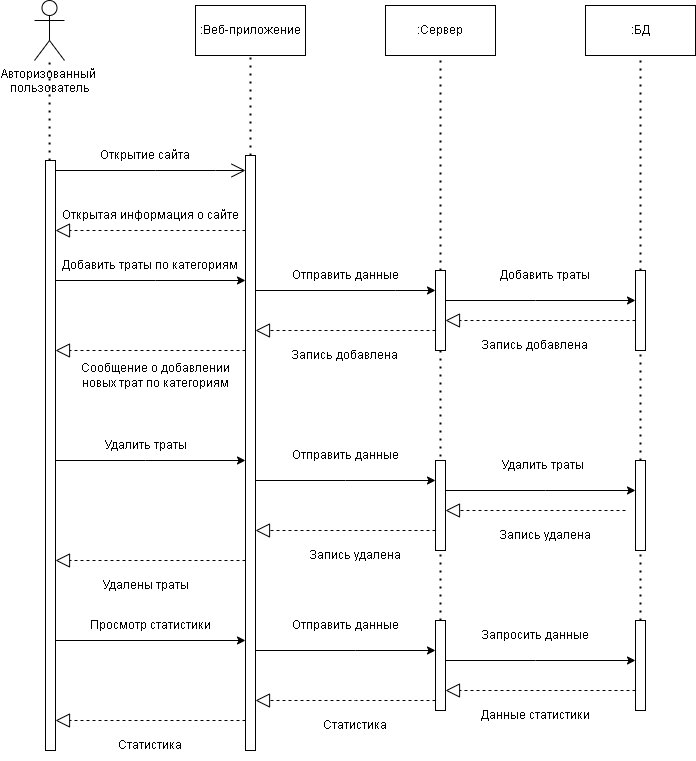 :Веб-приложение
:Сервер
:БД
Авторизованный
пользователь
Открытие сайта
Открытая информация о сайте
Добавить траты по категориям
Отправить данные
Добавить траты
Запись добавлена
Запись добавлена
Сообщение о добавлении
новых трат по категориям
Удалить траты
Отправить данные
Удалить траты
Запись удалена
Запись удалена
Удалены траты
Просмотр статистики
Отправить данные
Запросить данные
Данные статистики
Статистика
Статистика